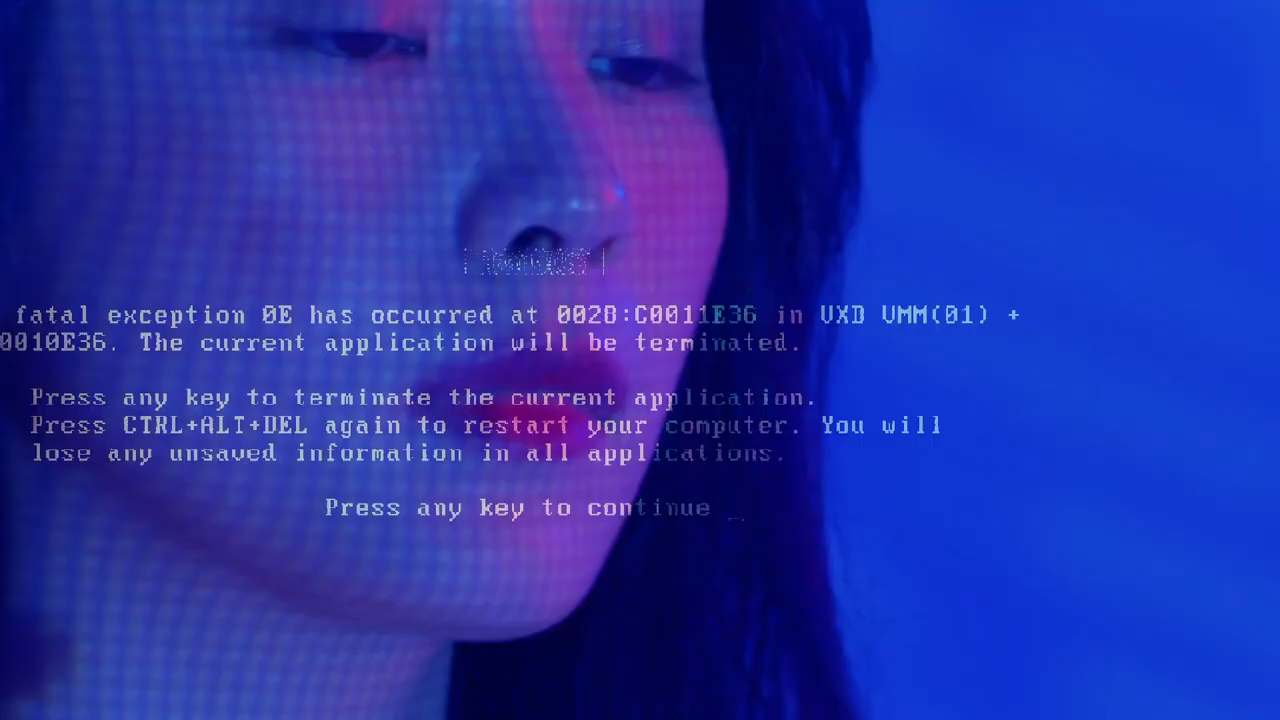 fatal exception 0E has occurred at 0028:C0011E36 in VXD VMM(01) +
0010E36. The current application will be terminated.
Press any key to terminate the current application.
Press CTRL+ALT+DEL again to restart your computer. You will
lose any unsaved information in all applications.
Press any key to continue _